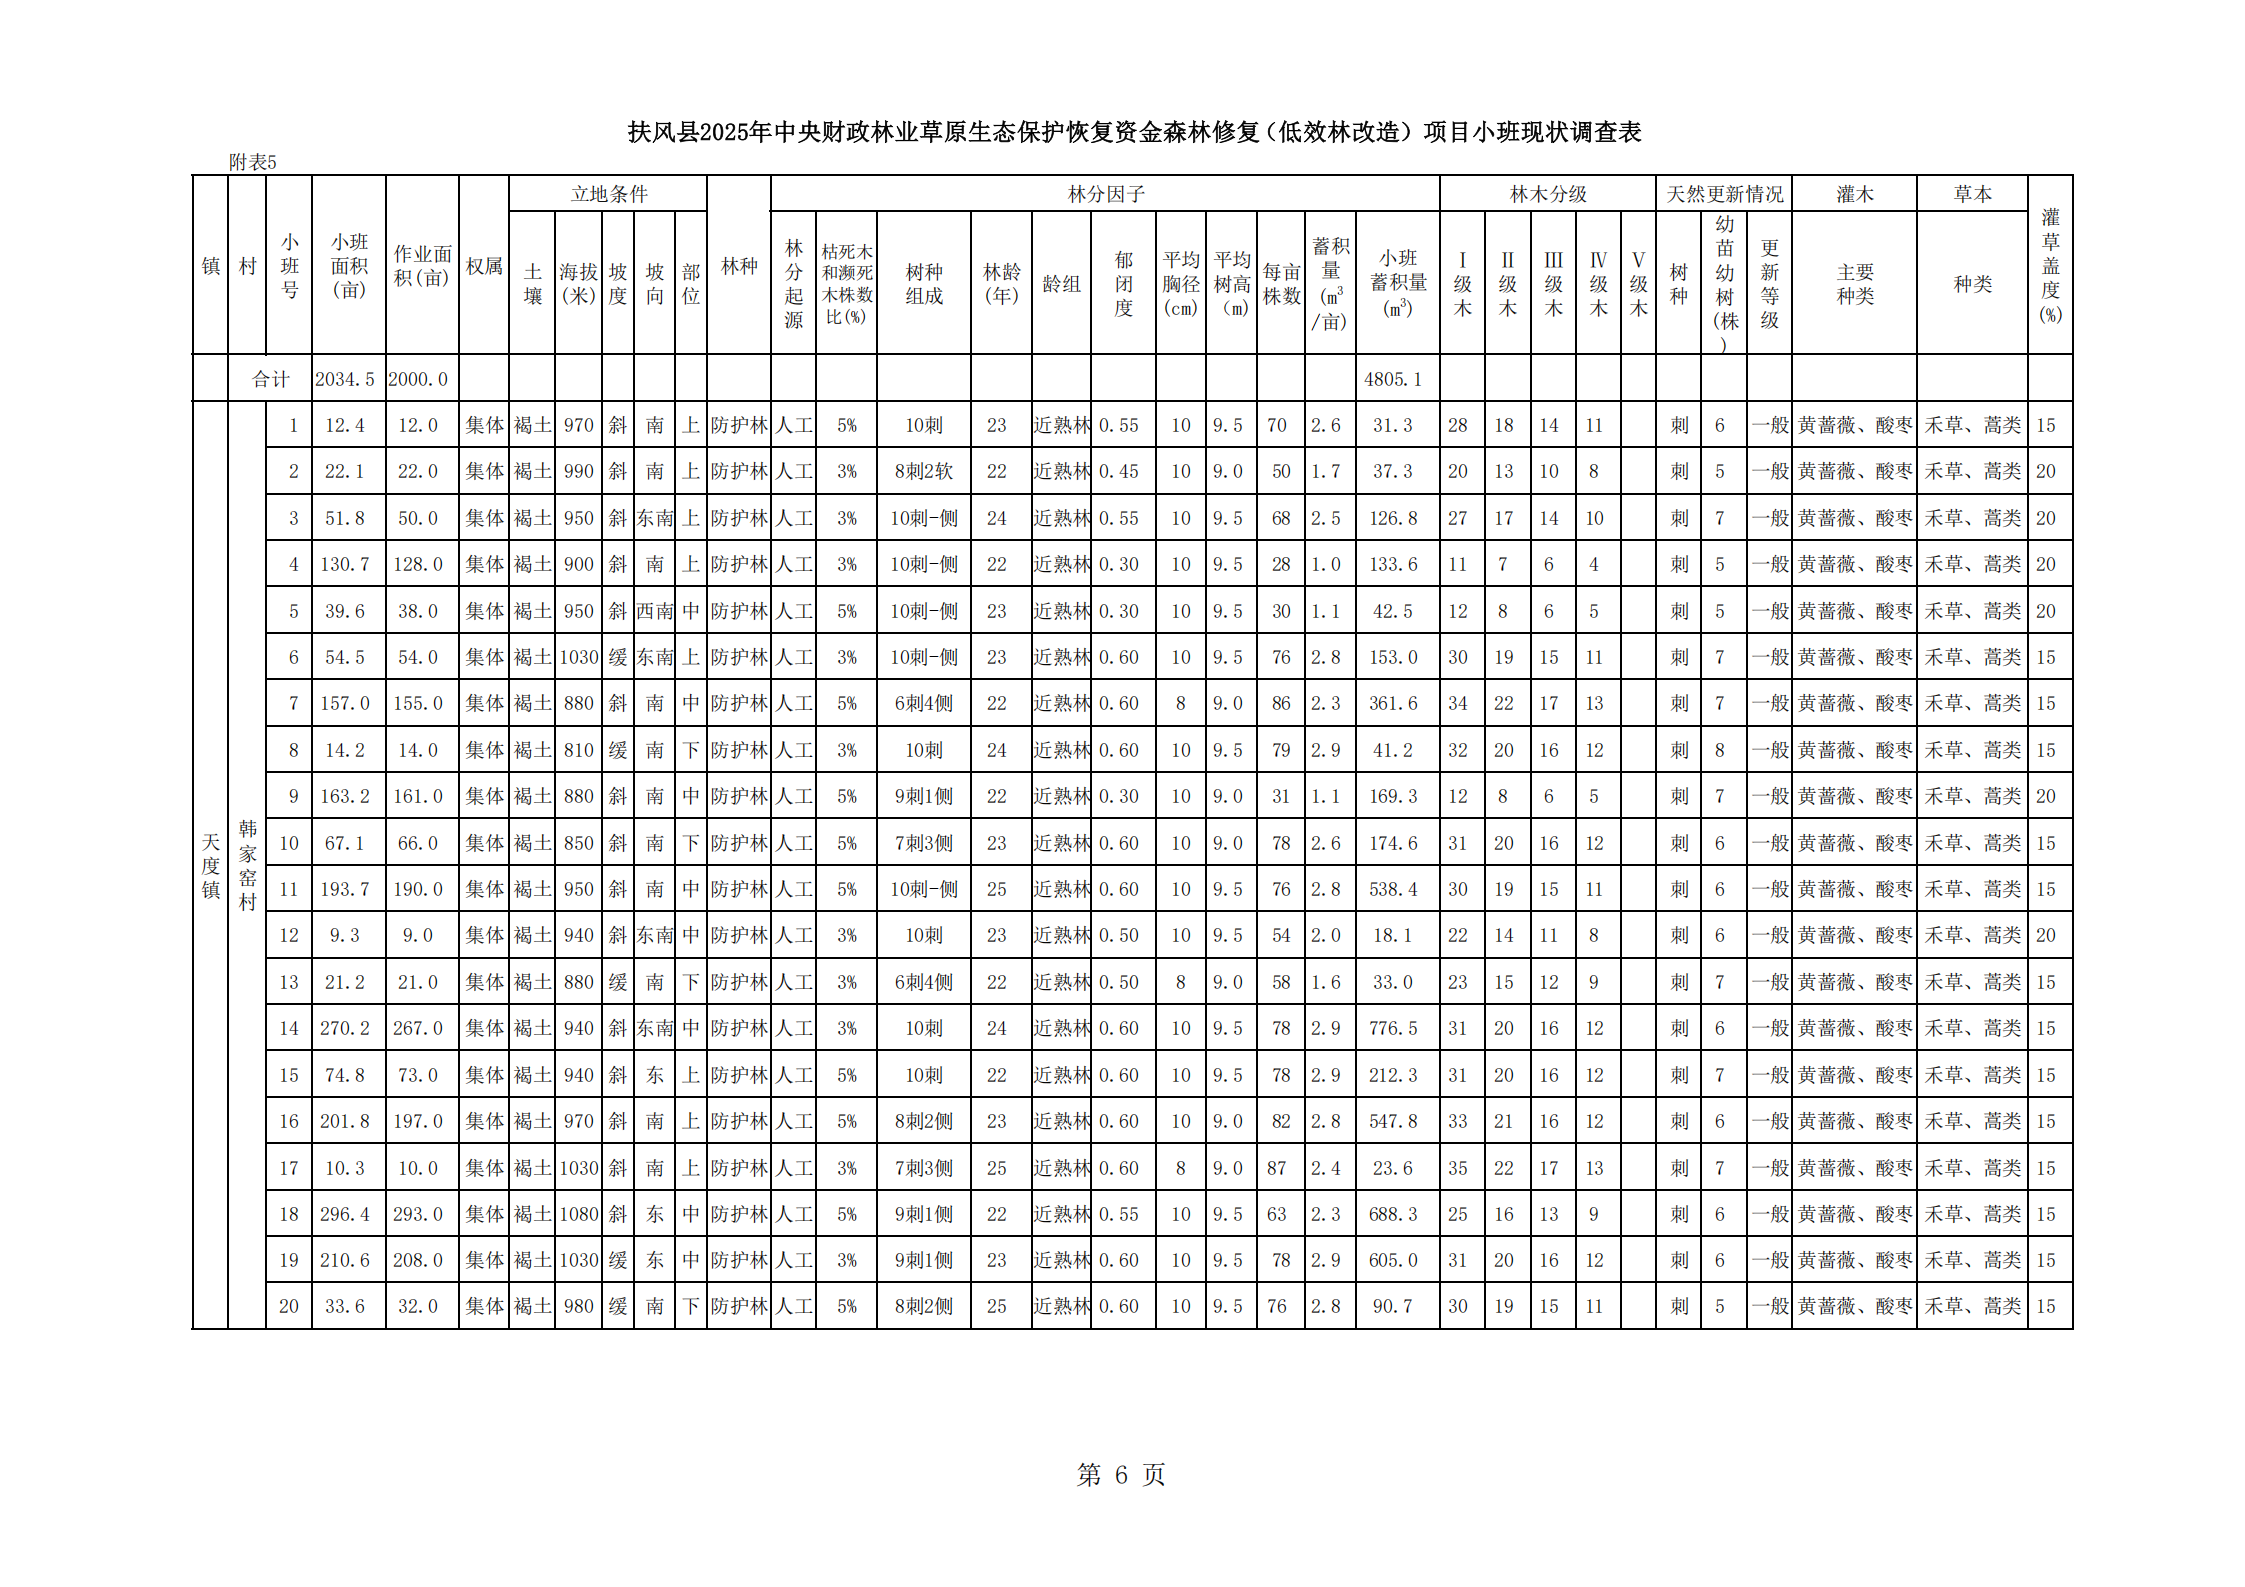 扶风县2025年中央财政林业草原生态保护恢复资金森林修复（低效林改造）项目小班现状调查表
附表5
镇 村 小班号 小班面积(亩) 作业面积(亩) 权属 立地条件 林种 林分因子 林木分级 天然更新情况 灌木 草本 灌草盖度(%)
土壤 海拔(米) 坡度 坡向 部位 林分起源 枯死木和濒死木株数比(%) 树种组成 林龄(年) 龄组 郁闭度 平均胸径(cm) 平均树高(m) 每亩株数 蓄积量(m³/亩) 小班蓄积量(m³) Ⅰ级木 Ⅱ级木 Ⅲ级木 Ⅳ级木 Ⅴ级木 树种 幼苗幼树(株) 更新等级 主要种类 种类
合计 2034.5 2000.0 4805.1
天度镇 韩家窑村
1 12.4 12.0 集体 褐土 970 斜 南 上 防护林 人工 5% 10刺 23 近熟林 0.55 10 9.5 70 2.6 31.3 28 18 14 11 刺 6 一般 黄蔷薇、酸枣 禾草、蒿类 15
2 22.1 22.0 集体 褐土 990 斜 南 上 防护林 人工 3% 8刺2软 22 近熟林 0.45 10 9.0 50 1.7 37.3 20 13 10 8 刺 5 一般 黄蔷薇、酸枣 禾草、蒿类 20
3 51.8 50.0 集体 褐土 950 斜 东南 上 防护林 人工 3% 10刺-侧 24 近熟林 0.55 10 9.5 68 2.5 126.8 27 17 14 10 刺 7 一般 黄蔷薇、酸枣 禾草、蒿类 20
4 130.7 128.0 集体 褐土 900 斜 南 上 防护林 人工 3% 10刺-侧 22 近熟林 0.30 10 9.5 28 1.0 133.6 11 7 6 4 刺 5 一般 黄蔷薇、酸枣 禾草、蒿类 20
5 39.6 38.0 集体 褐土 950 斜 西南 中 防护林 人工 5% 10刺-侧 23 近熟林 0.30 10 9.5 30 1.1 42.5 12 8 6 5 刺 5 一般 黄蔷薇、酸枣 禾草、蒿类 20
6 54.5 54.0 集体 褐土 1030 缓 东南 上 防护林 人工 3% 10刺-侧 23 近熟林 0.60 10 9.5 76 2.8 153.0 30 19 15 11 刺 7 一般 黄蔷薇、酸枣 禾草、蒿类 15
7 157.0 155.0 集体 褐土 880 斜 南 中 防护林 人工 5% 6刺4侧 22 近熟林 0.60 8 9.0 86 2.3 361.6 34 22 17 13 刺 7 一般 黄蔷薇、酸枣 禾草、蒿类 15
8 14.2 14.0 集体 褐土 810 缓 南 下 防护林 人工 3% 10刺 24 近熟林 0.60 10 9.5 79 2.9 41.2 32 20 16 12 刺 8 一般 黄蔷薇、酸枣 禾草、蒿类 15
9 163.2 161.0 集体 褐土 880 斜 南 中 防护林 人工 5% 9刺1侧 22 近熟林 0.30 10 9.0 31 1.1 169.3 12 8 6 5 刺 7 一般 黄蔷薇、酸枣 禾草、蒿类 20
10 67.1 66.0 集体 褐土 850 斜 南 下 防护林 人工 5% 7刺3侧 23 近熟林 0.60 10 9.0 78 2.6 174.6 31 20 16 12 刺 6 一般 黄蔷薇、酸枣 禾草、蒿类 15
11 193.7 190.0 集体 褐土 950 斜 南 中 防护林 人工 5% 10刺-侧 25 近熟林 0.60 10 9.5 76 2.8 538.4 30 19 15 11 刺 6 一般 黄蔷薇、酸枣 禾草、蒿类 15
12 9.3 9.0 集体 褐土 940 斜 东南 中 防护林 人工 3% 10刺 23 近熟林 0.50 10 9.5 54 2.0 18.1 22 14 11 8 刺 6 一般 黄蔷薇、酸枣 禾草、蒿类 20
13 21.2 21.0 集体 褐土 880 缓 南 下 防护林 人工 3% 6刺4侧 22 近熟林 0.50 8 9.0 58 1.6 33.0 23 15 12 9 刺 7 一般 黄蔷薇、酸枣 禾草、蒿类 15
14 270.2 267.0 集体 褐土 940 斜 东南 中 防护林 人工 3% 10刺 24 近熟林 0.60 10 9.5 78 2.9 776.5 31 20 16 12 刺 6 一般 黄蔷薇、酸枣 禾草、蒿类 15
15 74.8 73.0 集体 褐土 940 斜 东 上 防护林 人工 5% 10刺 22 近熟林 0.60 10 9.5 78 2.9 212.3 31 20 16 12 刺 7 一般 黄蔷薇、酸枣 禾草、蒿类 15
16 201.8 197.0 集体 褐土 970 斜 南 上 防护林 人工 5% 8刺2侧 23 近熟林 0.60 10 9.0 82 2.8 547.8 33 21 16 12 刺 6 一般 黄蔷薇、酸枣 禾草、蒿类 15
17 10.3 10.0 集体 褐土 1030 斜 南 上 防护林 人工 3% 7刺3侧 25 近熟林 0.60 8 9.0 87 2.4 23.6 35 22 17 13 刺 7 一般 黄蔷薇、酸枣 禾草、蒿类 15
18 296.4 293.0 集体 褐土 1080 斜 东 中 防护林 人工 5% 9刺1侧 22 近熟林 0.55 10 9.5 63 2.3 688.3 25 16 13 9 刺 6 一般 黄蔷薇、酸枣 禾草、蒿类 15
19 210.6 208.0 集体 褐土 1030 缓 东 中 防护林 人工 3% 9刺1侧 23 近熟林 0.60 10 9.5 78 2.9 605.0 31 20 16 12 刺 6 一般 黄蔷薇、酸枣 禾草、蒿类 15
20 33.6 32.0 集体 褐土 980 缓 南 下 防护林 人工 5% 8刺2侧 25 近熟林 0.60 10 9.5 76 2.8 90.7 30 19 15 11 刺 5 一般 黄蔷薇、酸枣 禾草、蒿类 15
第 6 页